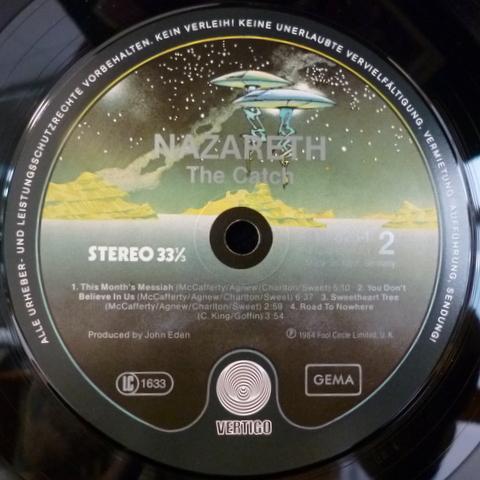 ALLE URHEBER- UND LEISTUNGSSCHUTZRECHTE VORBEHALTEN. KEIN VERLEIH! KEINE UNERLAUBTE VERVIELFÄLTIGUNG, VERMIETUNG, AUFFÜHRUNG, SENDUNG!
NAZARETH
The Catch
STEREO 33⅓
2
1. This Month's Messiah (McCafferty/Agnew/Charlton/Sweet) 5:10 · 2. You Don't
Believe in Us (McCafferty/Agnew/Charlton/Sweet) 6:37 · 3. Sweetheart Tree
(McCafferty/Agnew/Charlton/Sweet) 2:59 · 4. Road To Nowhere
(C. King/Goffin) 3:54
Produced by John Eden
℗ 1984 Fool Circle Limited, U.K.
LC 1633
GEMA
VERTIGO